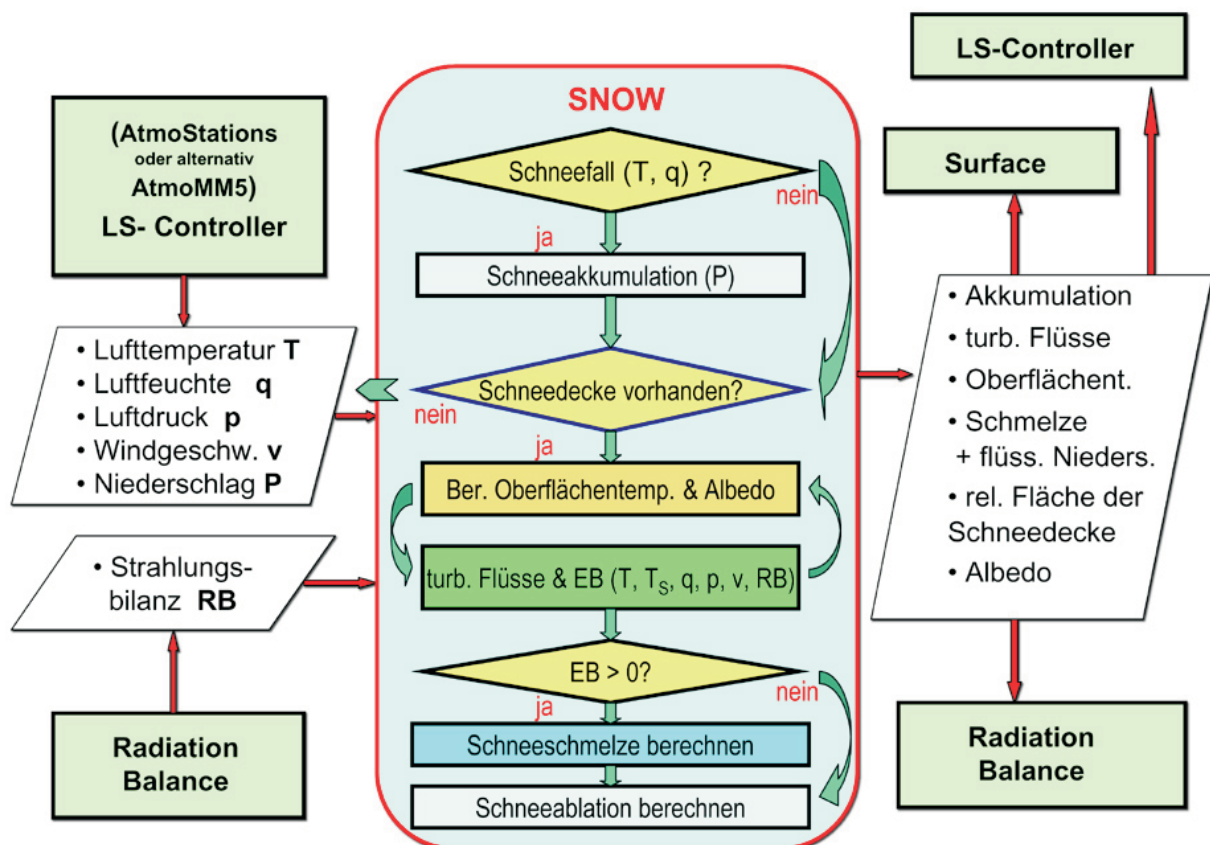 (AtmoStations
oder alternativ
AtmoMM5)
LS- Controller
• Lufttemperatur T
• Luftfeuchte q
• Luftdruck p
• Windgeschw. v
• Niederschlag P
• Strahlungs-
bilanz RB
Radiation
Balance
SNOW
Schneefall (T, q) ?
nein
ja
Schneeakkumulation (P)
Schneedecke vorhanden?
nein
ja
Ber. Oberflächentemp. & Albedo
turb. Flüsse & EB (T, TS, q, p, v, RB)
EB > 0?
nein
ja
Schneeschmelze berechnen
Schneeablation berechnen
LS-Controller
Surface
• Akkumulation
• turb. Flüsse
• Oberflächent.
• Schmelze
+ flüss. Nieders.
• rel. Fläche der
Schneedecke
• Albedo
Radiation
Balance